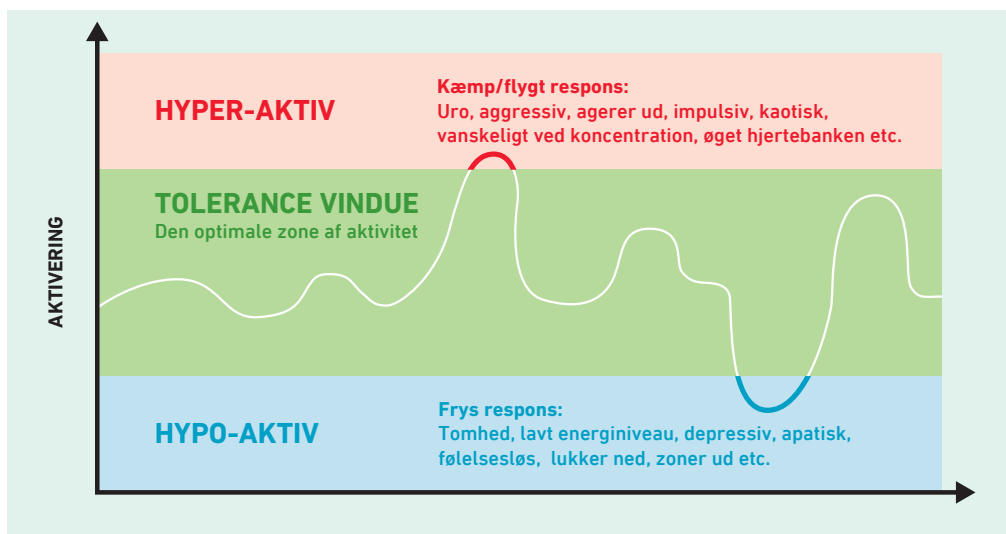 HYPER-AKTIV
Kæmp/flygt respons:
Uro, aggressiv, agerer ud, impulsiv, kaotisk,
vanskeligt ved koncentration, øget hjertebanken etc.
TOLERANCE VINDUE
Den optimale zone af aktivitet
AKTIVERING
HYPO-AKTIV
Frys respons:
Tomhed, lavt energiniveau, depressiv, apatisk,
følelsesløs, lukker ned, zoner ud etc.